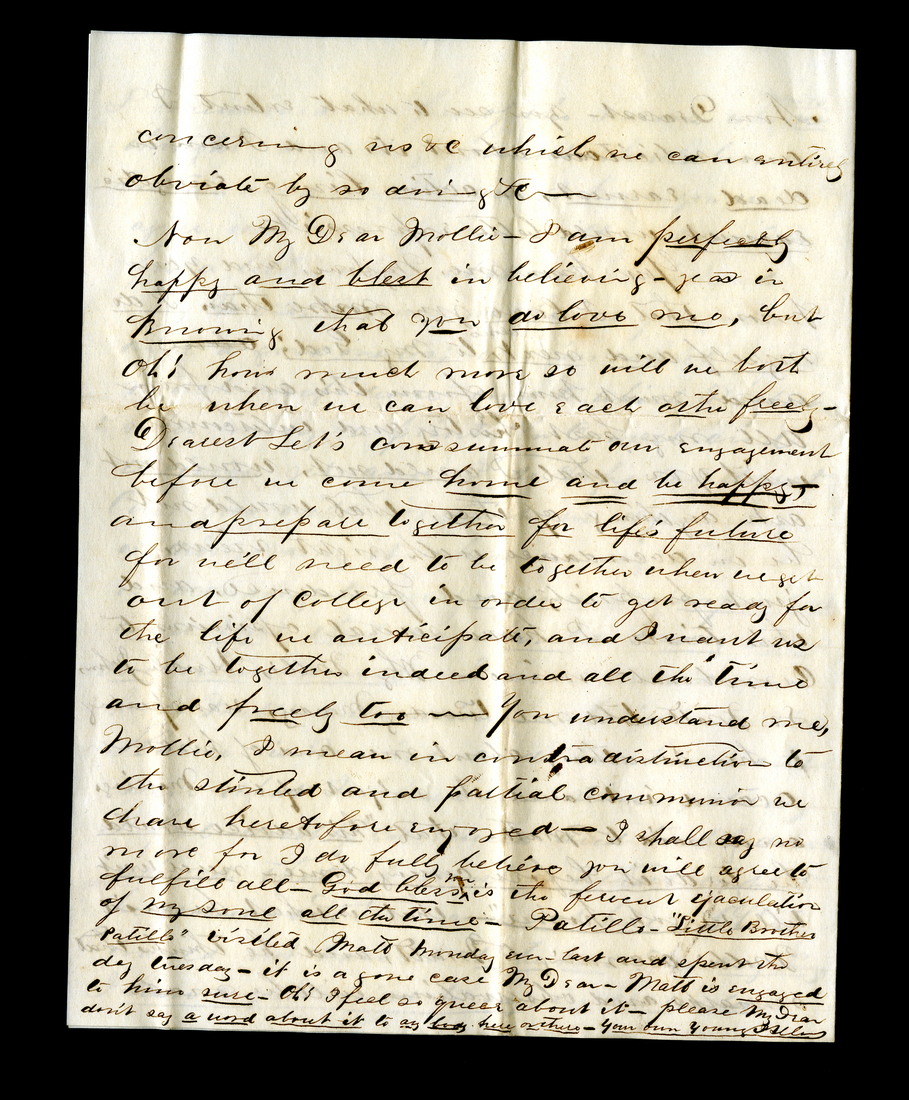 concerning us &c which we can entirely
obviate by so doing &c —
Now My Dear Mollie – I am perfectly
happy and blest in believing – yea in
knowing that you do love me, but
Oh! how much more so will we both
be when we can love each other freely –
Dearest Let's consummate our engagement
before we come home and be happy –
and prepare together for life's future
for we'll need to be together when we get
out of College in order to get ready for
the life we anticipate, and I want us
to be together indeed and all the time
and freely too — You understand me,
Mollie, I mean in contradistinction to
the stinted and partial communion we
have heretofore enjoyed — I shall say no
more for I do fully believe you will agree to
fulfill all – God bless you is the fervent ejaculation
of my soul all the time – Patillo – "Little Brother
Patillo" visited Matt Monday eve last and spent the
day tuesday – it is a gone case My Dear – Matt is engaged
to him sure – Oh! I feel so queer about it – please My Dear
don't say a word about it to any body here or there – Your own Young